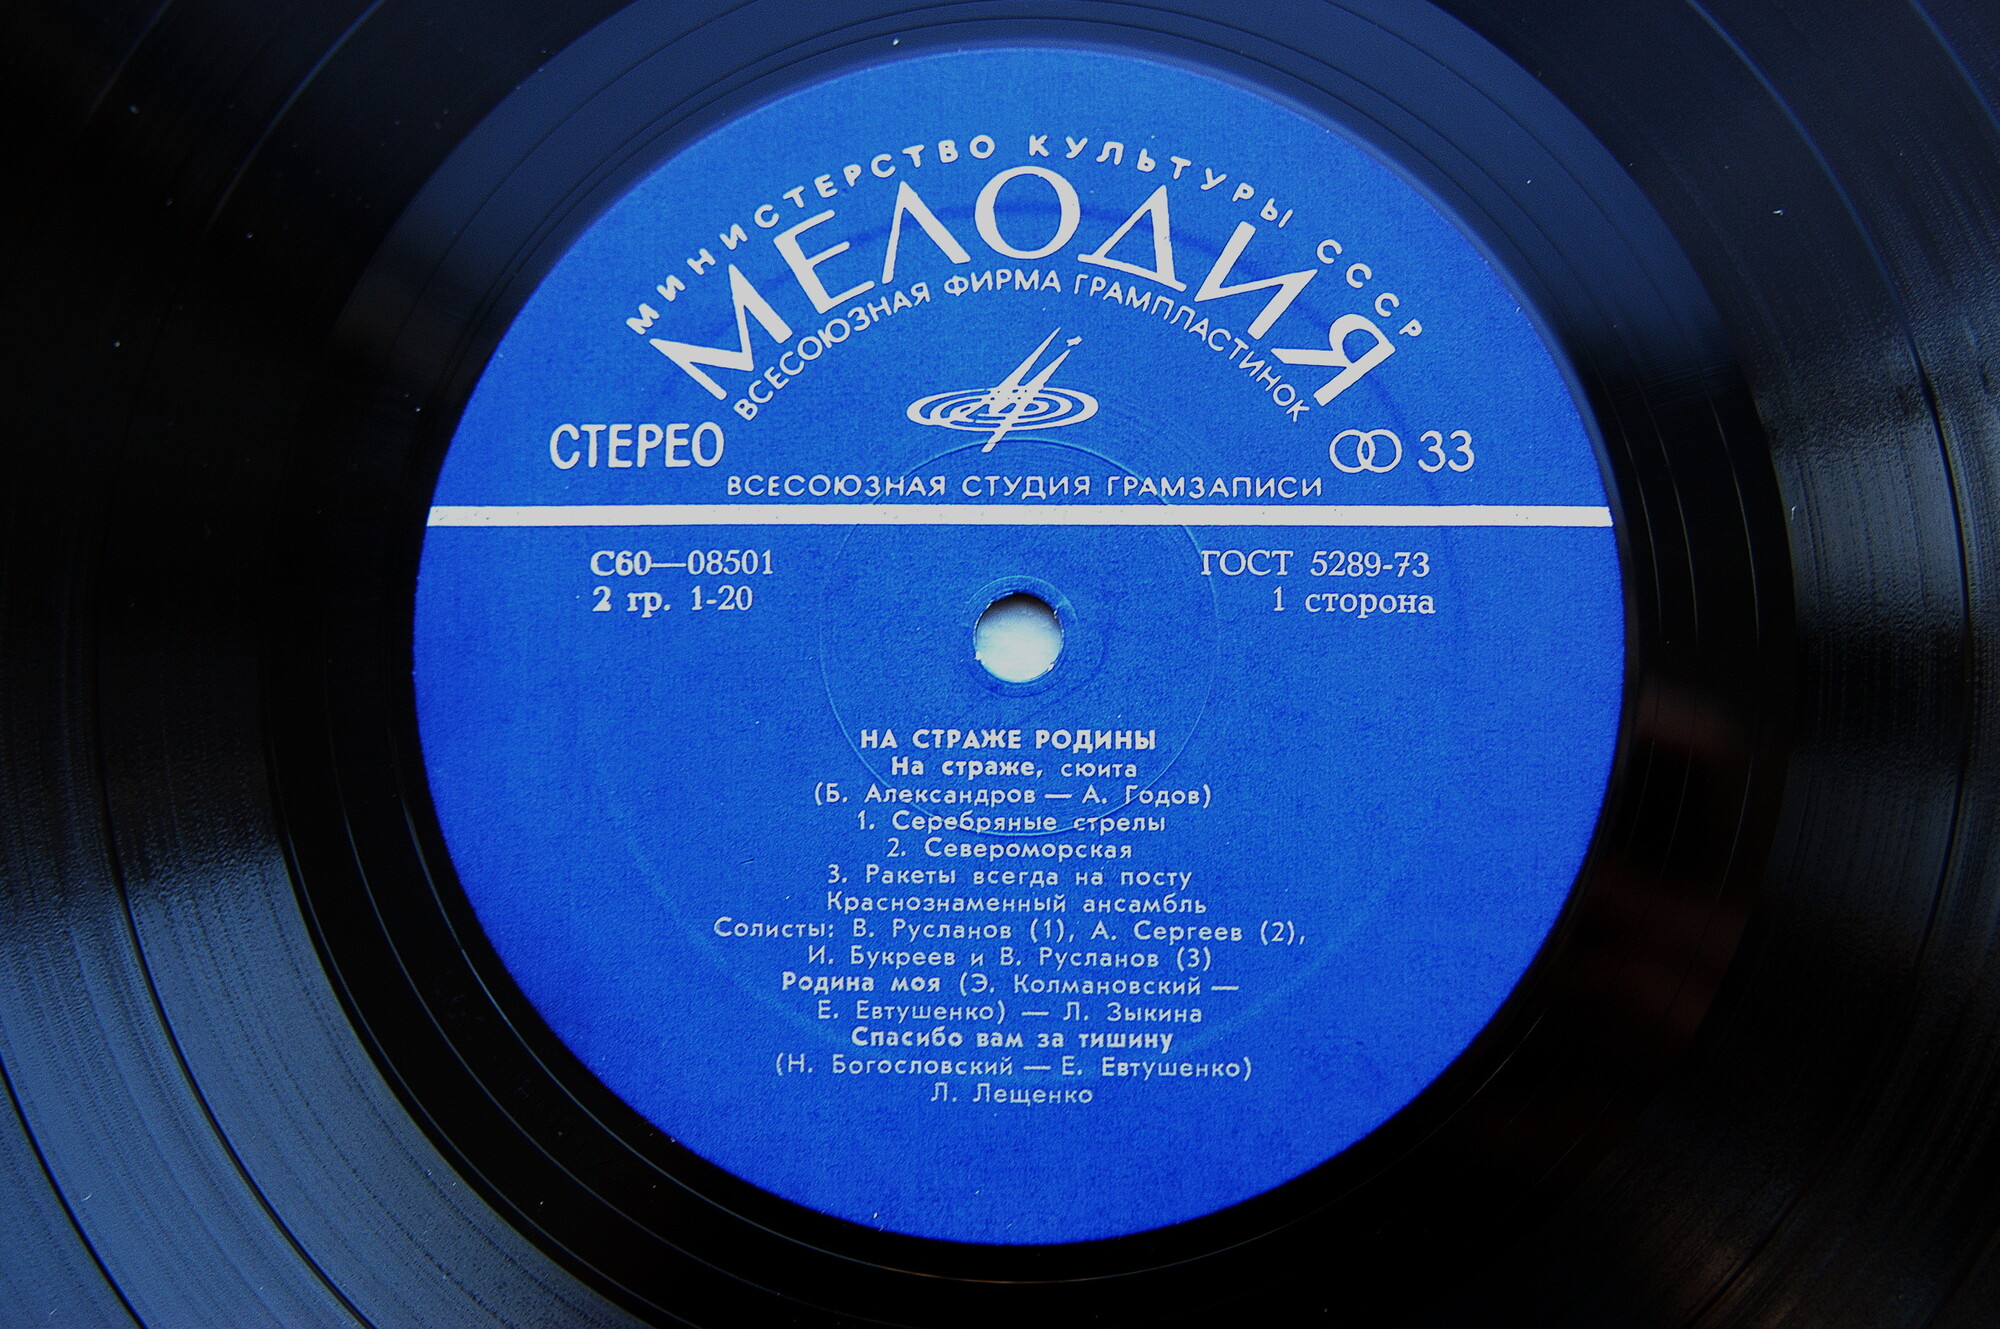 МИНИСТЕРСТВО КУЛЬТУРЫ СССР
МЕЛОДИЯ
ВСЕСОЮЗНАЯ ФИРМА ГРАМПЛАСТИНОК
СТЕРЕО
33
ВСЕСОЮЗНАЯ СТУДИЯ ГРАМЗАПИСИ
С60—08501
ГОСТ 5289-73
2 гр. 1-20
1 сторона
НА СТРАЖЕ РОДИНЫ
На страже, сюита
(Б. Александров — А. Годов)
1. Серебряные стрелы
2. Североморская
3. Ракеты всегда на посту
Краснознаменный ансамбль
Солисты: В. Русланов (1), А. Сергеев (2),
И. Букреев и В. Русланов (3)
Родина моя (Э. Колмановский —
Е. Евтушенко) — Л. Зыкина
Спасибо вам за тишину
(Н. Богословский — Е. Евтушенко)
Л. Лещенко